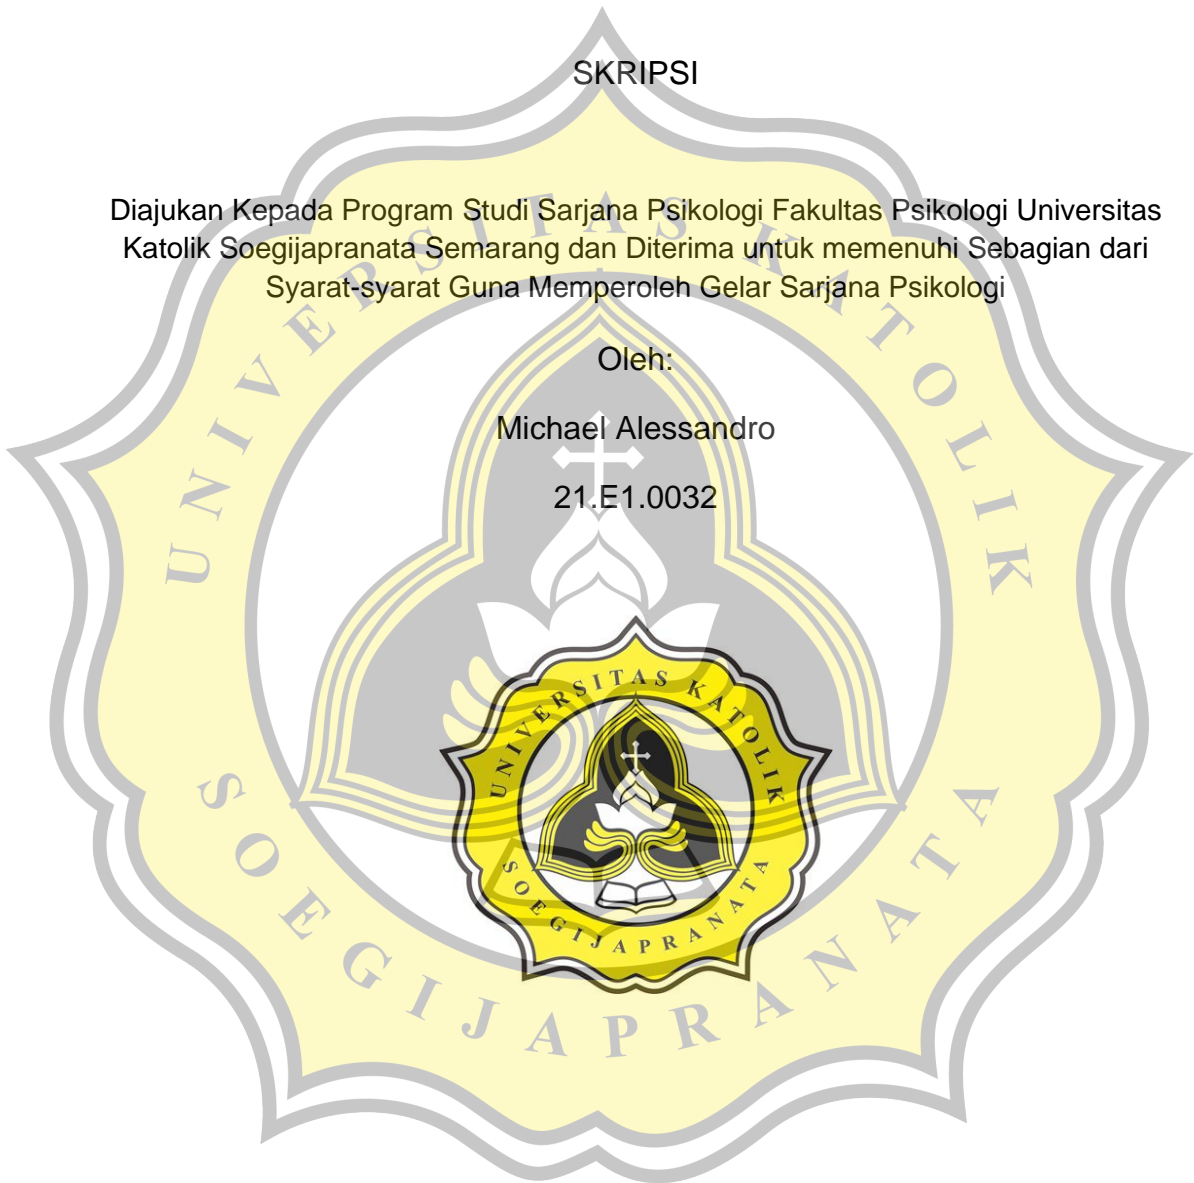 SKRIPSI
Diajukan Kepada Program Studi Sarjana Psikologi Fakultas Psikologi Universitas
Katolik Soegijapranata Semarang dan Diterima untuk memenuhi Sebagian dari
Syarat-syarat Guna Memperoleh Gelar Sarjana Psikologi
Oleh:
Michael Alessandro
21.E1.0032
UNIVERSITAS KATOLIK
SOEGIJAPRANATA
UNIVERSITAS KATOLIK
SOEGIJAPRANATA